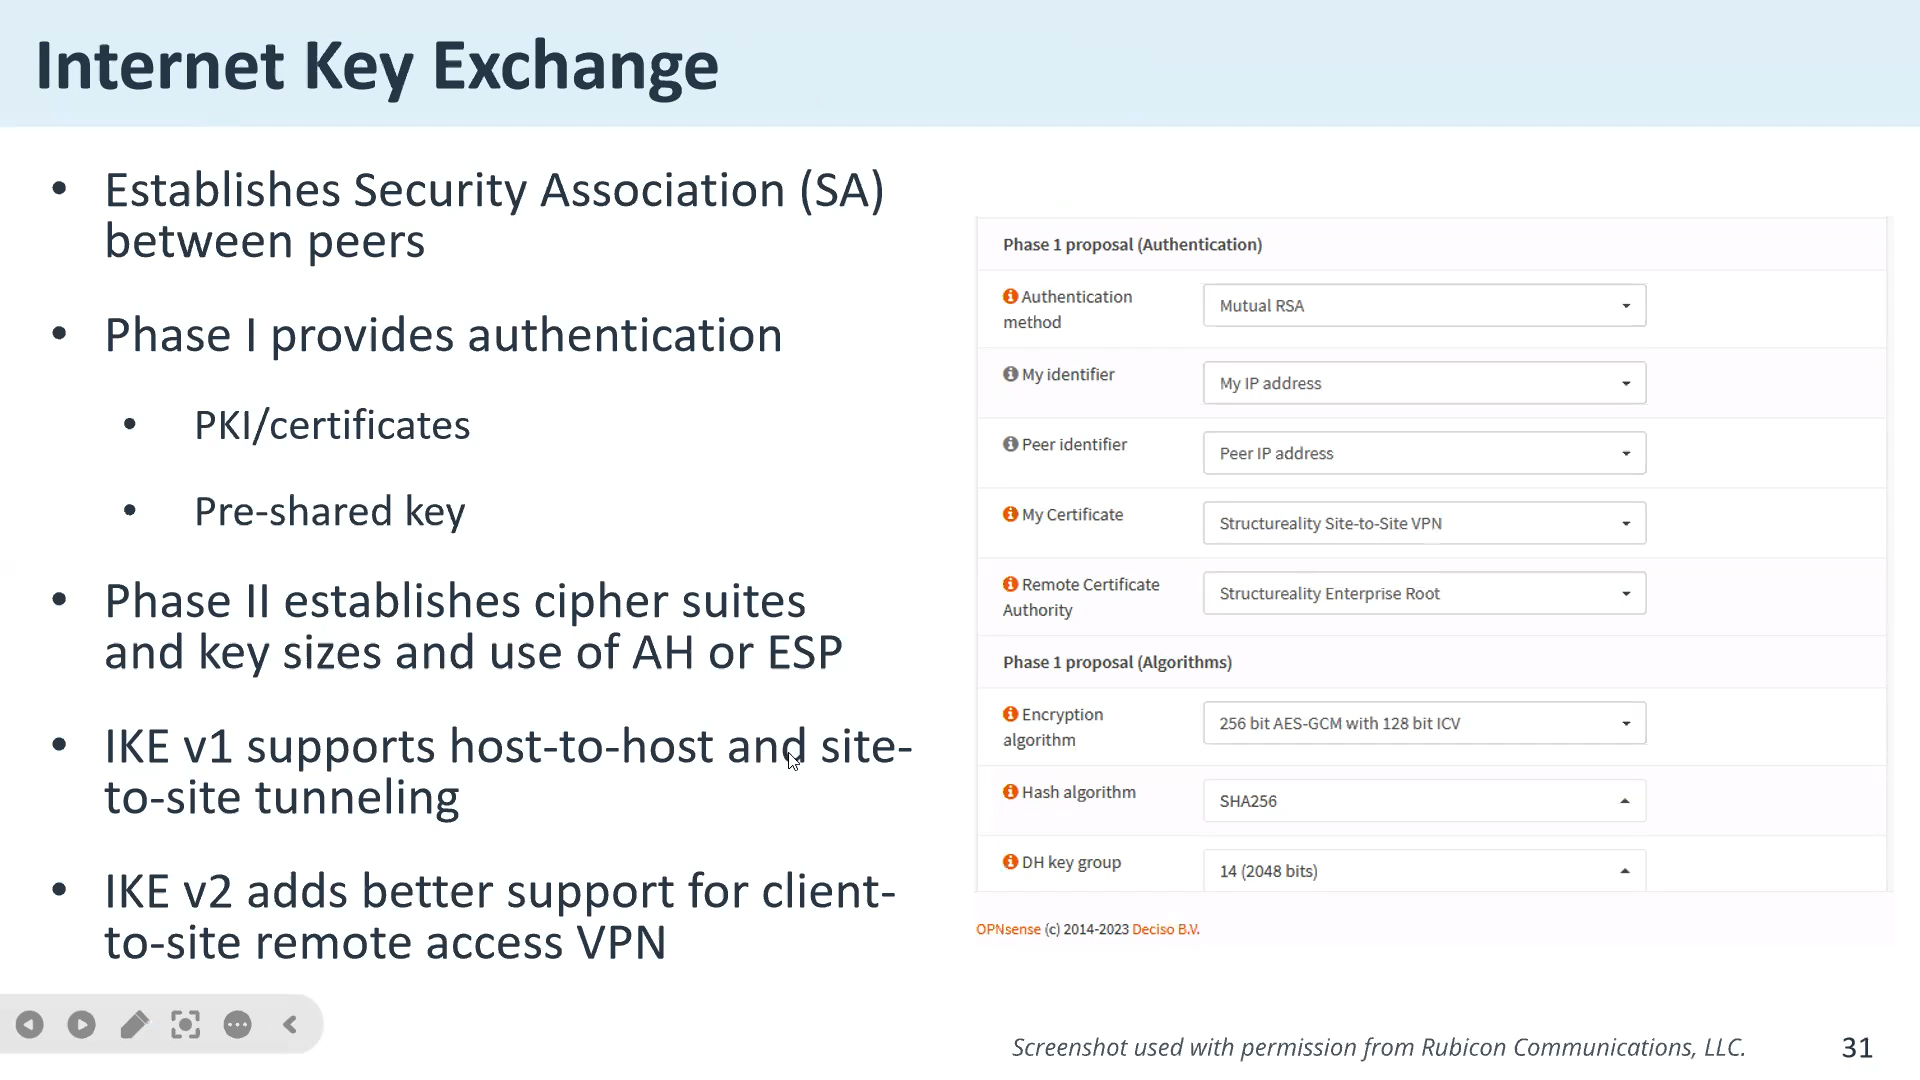 Internet Key Exchange
• Establishes Security Association (SA)
between peers
• Phase I provides authentication
• PKI/certificates
• Pre-shared key
• Phase II establishes cipher suites
and key sizes and use of AH or ESP
• IKE v1 supports host-to-host and site-
to-site tunneling
• IKE v2 adds better support for client-
to-site remote access VPN
Phase 1 proposal (Authentication)
Authentication
method
Mutual RSA
My identifier
My IP address
Peer identifier
Peer IP address
My Certificate
Structureality Site-to-Site VPN
Remote Certificate
Authority
Structureality Enterprise Root
Phase 1 proposal (Algorithms)
Encryption
algorithm
256 bit AES-GCM with 128 bit ICV
Hash algorithm
SHA256
DH key group
14 (2048 bits)
OPNsense (c) 2014-2023 Deciso B.V.
Screenshot used with permission from Rubicon Communications, LLC.
31